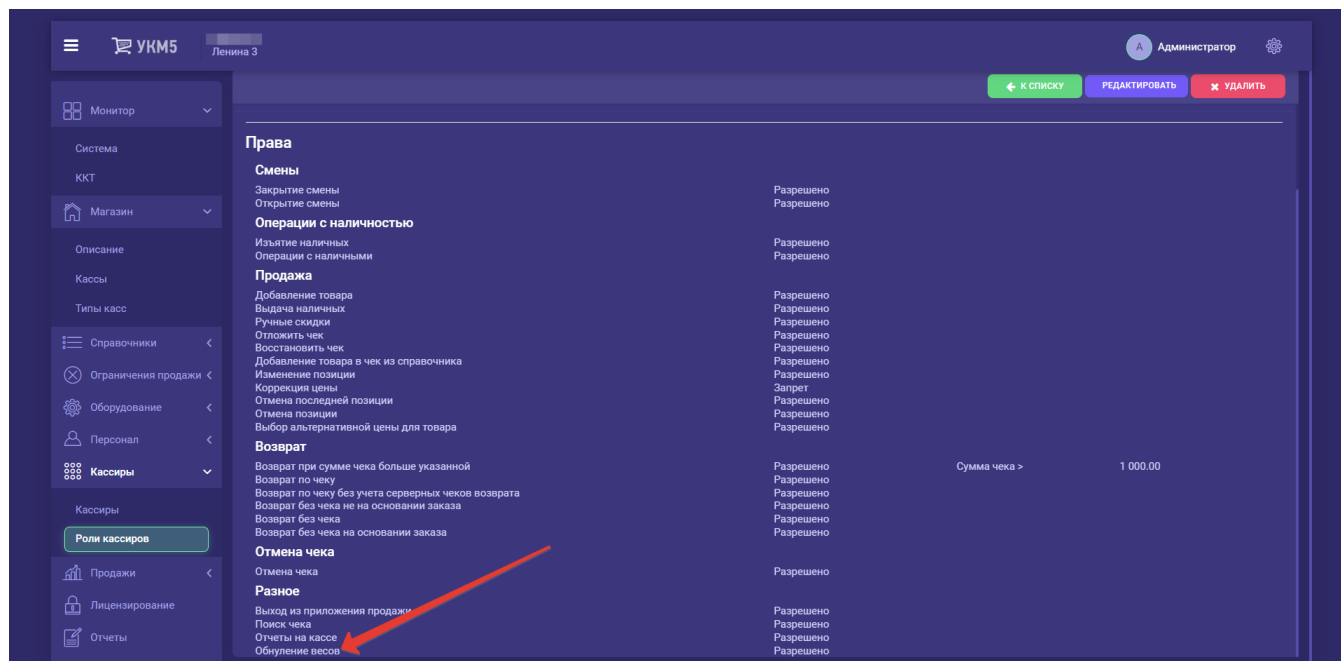 УКМ5
Ленина 3
А Администратор
К СПИСКУ РЕДАКТИРОВАТЬ УДАЛИТЬ
Монитор
Система
ККТ
Магазин
Описание
Кассы
Типы касс
Справочники
Ограничения продажи
Оборудование
Персонал
Кассиры
Кассиры
Роли кассиров
Продажи
Лицензирование
Отчеты
Права
Смены
Закрытие смены Разрешено
Открытие смены Разрешено
Операции с наличностью
Изъятие наличных Разрешено
Операции с наличными Разрешено
Продажа
Добавление товара Разрешено
Выдача наличных Разрешено
Ручные скидки Разрешено
Отложить чек Разрешено
Восстановить чек Разрешено
Добавление товара в чек из справочника Разрешено
Изменение позиции Разрешено
Коррекция цены Запрет
Отмена последней позиции Разрешено
Отмена позиции Разрешено
Выбор альтернативной цены для товара Разрешено
Возврат
Возврат при сумме чека больше указанной Разрешено Сумма чека > 1 000.00
Возврат по чеку Разрешено
Возврат по чеку без учета серверных чеков возврата Разрешено
Возврат без чека не на основании заказа Разрешено
Возврат без чека Разрешено
Возврат без чека на основании заказа Разрешено
Отмена чека
Отмена чека Разрешено
Разное
Выход из приложения продажи Разрешено
Поиск чека Разрешено
Отчеты на кассе Разрешено
Обнуление весов Разрешено